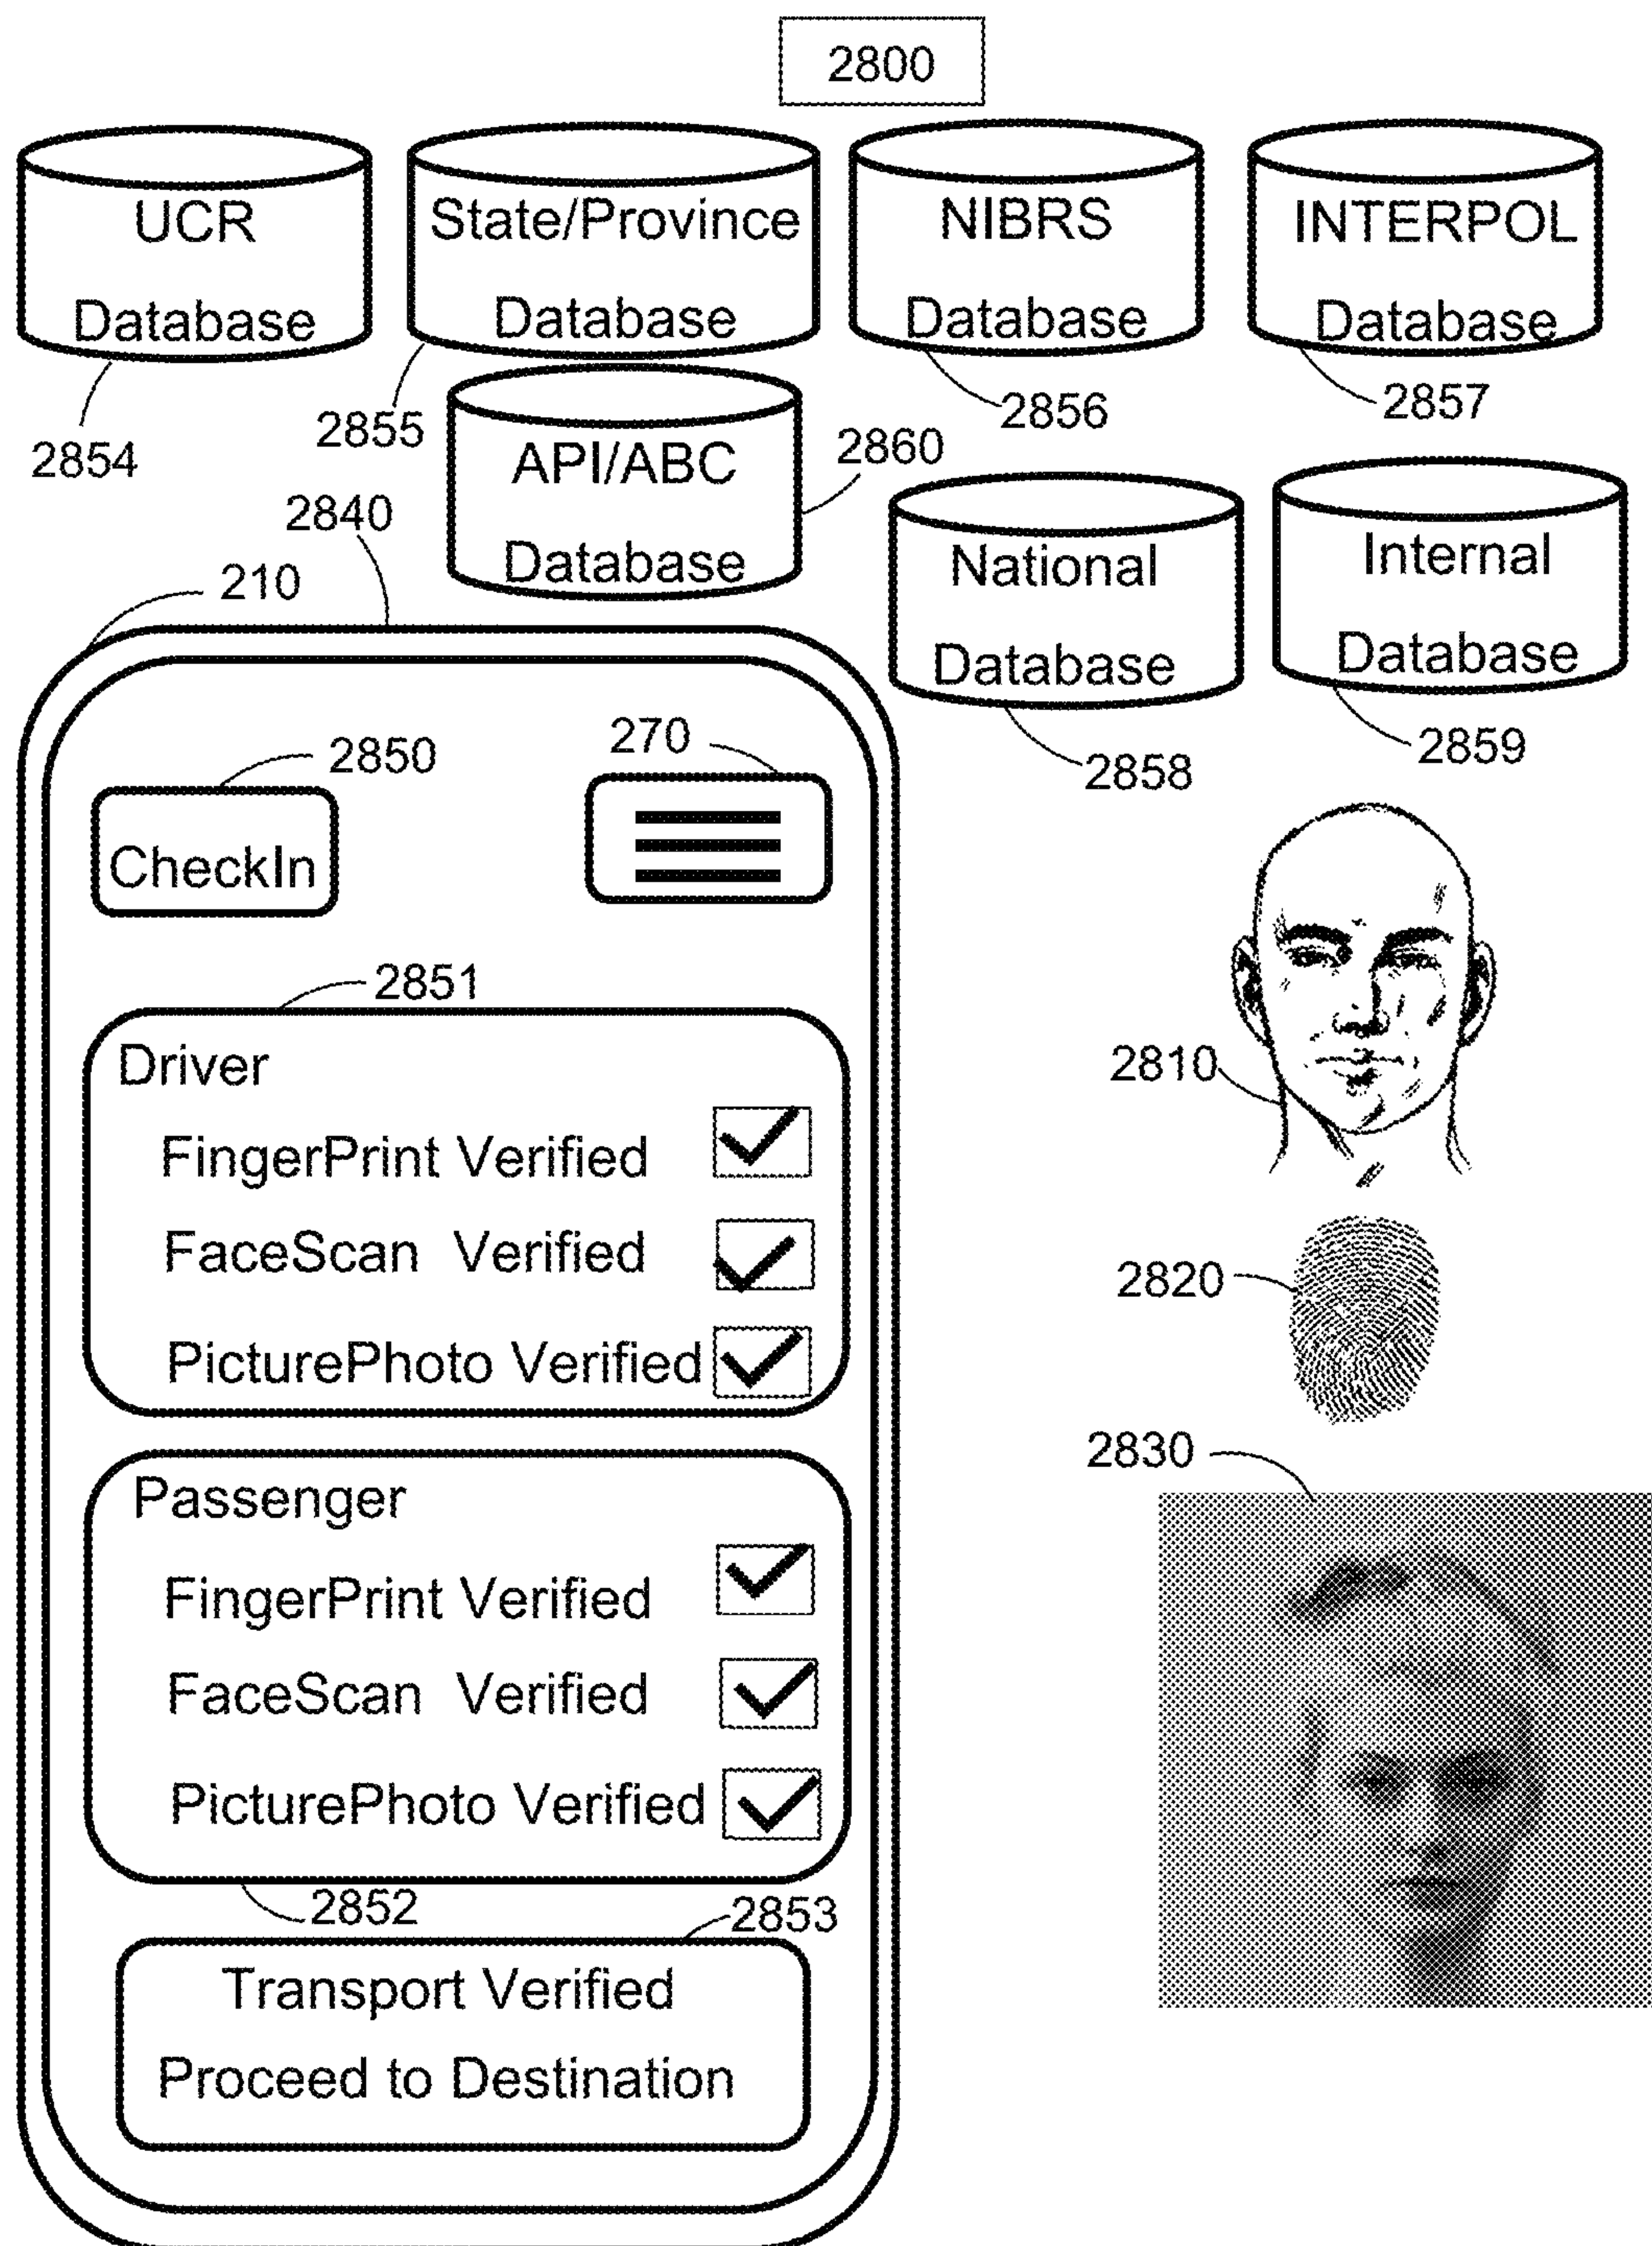 2800
UCR
Database
State/Province
Database
NIBRS
Database
INTERPOL
Database
2854
2855
2856
2857
API/ABC
Database
2860
2840
210
National
Database
Internal
Database
2858
2859
2850
270
CheckIn
2851
Driver
FingerPrint Verified
FaceScan Verified
PicturePhoto Verified
2810
2820
2830
Passenger
FingerPrint Verified
FaceScan Verified
PicturePhoto Verified
2852
2853
Transport Verified
Proceed to Destination